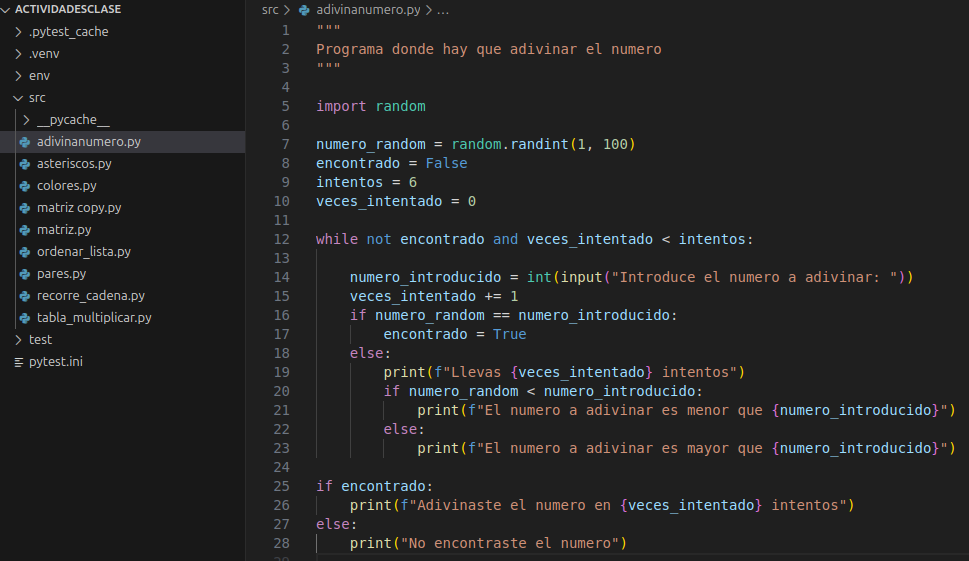 ACTIVIDADESCLASE
.pytest_cache
.venv
env
src
__pycache__
adivinanumero.py
asteriscos.py
colores.py
matriz copy.py
matriz.py
ordenar_lista.py
pares.py
recorre_cadena.py
tabla_multiplicar.py
test
pytest.ini
src > adivinanumero.py > ...
1 """
2 Programa donde hay que adivinar el numero
3 """
4
5 import random
6
7 numero_random = random.randint(1, 100)
8 encontrado = False
9 intentos = 6
10 veces_intentado = 0
11
12 while not encontrado and veces_intentado < intentos:
13
14     numero_introducido = int(input("Introduce el numero a adivinar: "))
15     veces_intentado += 1
16     if numero_random == numero_introducido:
17         encontrado = True
18     else:
19         print(f"Llevas {veces_intentado} intentos")
20         if numero_random < numero_introducido:
21             print(f"El numero a adivinar es menor que {numero_introducido}")
22         else:
23             print(f"El numero a adivinar es mayor que {numero_introducido}")
24
25 if encontrado:
26     print(f"Adivinaste el numero en {veces_intentado} intentos")
27 else:
28     print("No encontraste el numero")